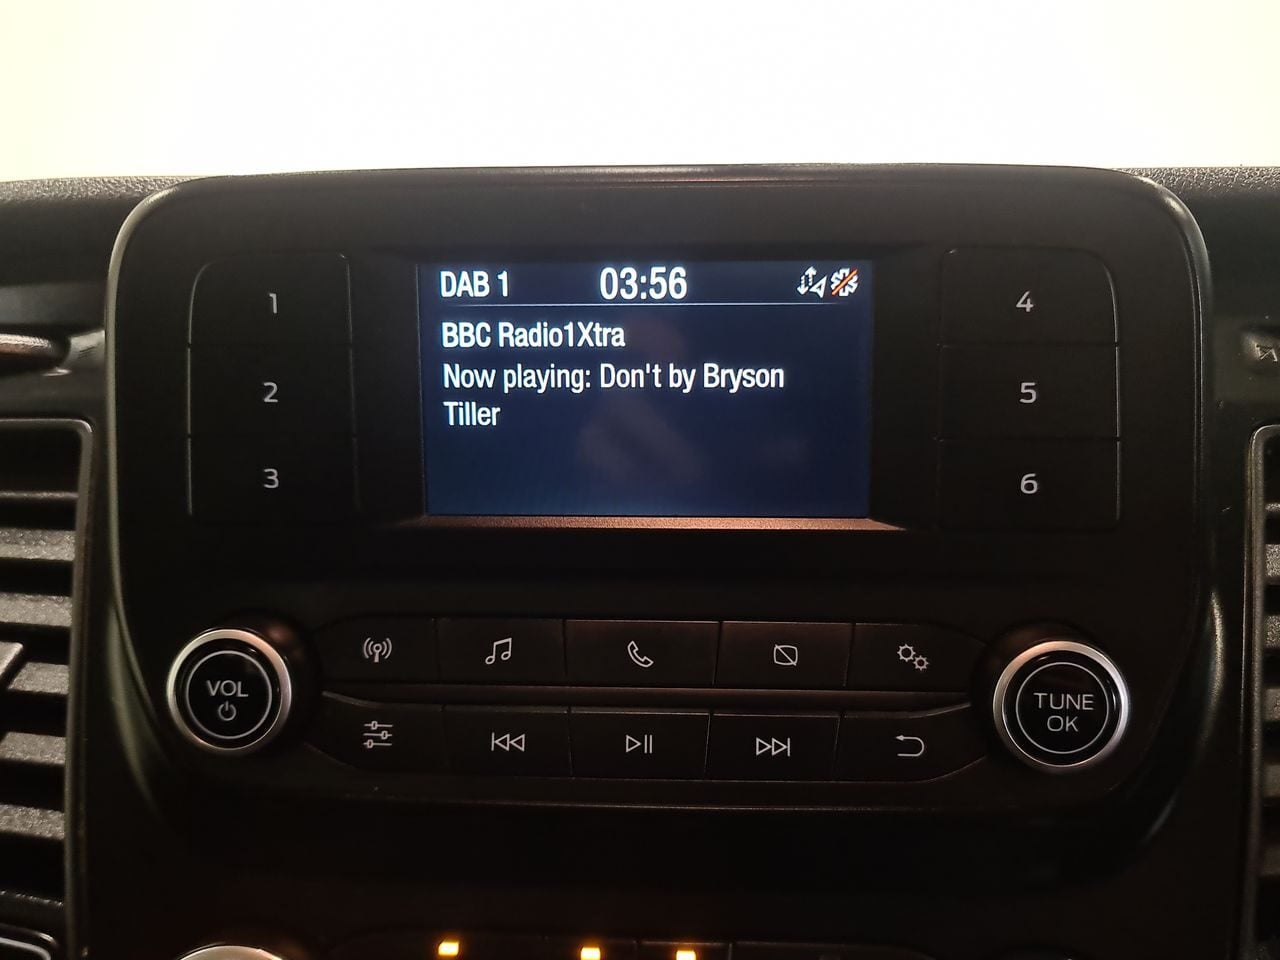 DAB 1 03:56
BBC Radio1Xtra
Now playing: Don't by Bryson
Tiller
1
2
3
4
5
6
VOL
TUNE
OK